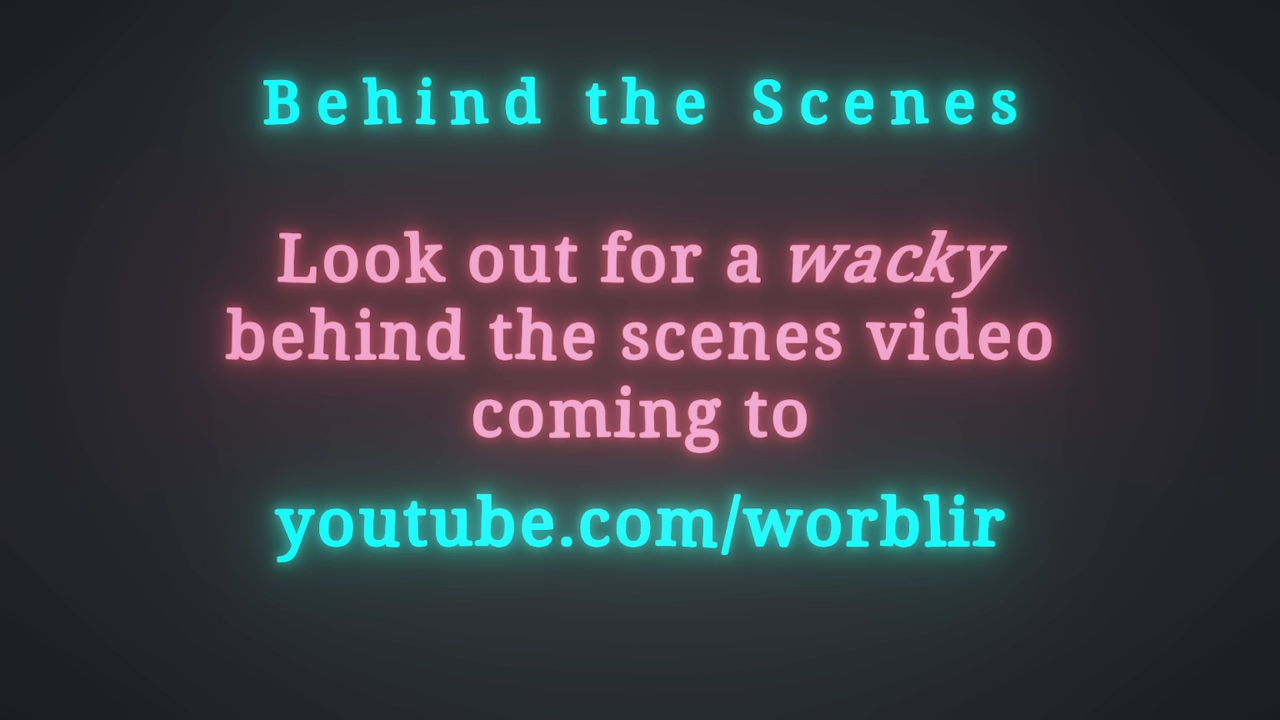 Behind the Scenes
Look out for a wacky
behind the scenes video
coming to
youtube.com/worblir